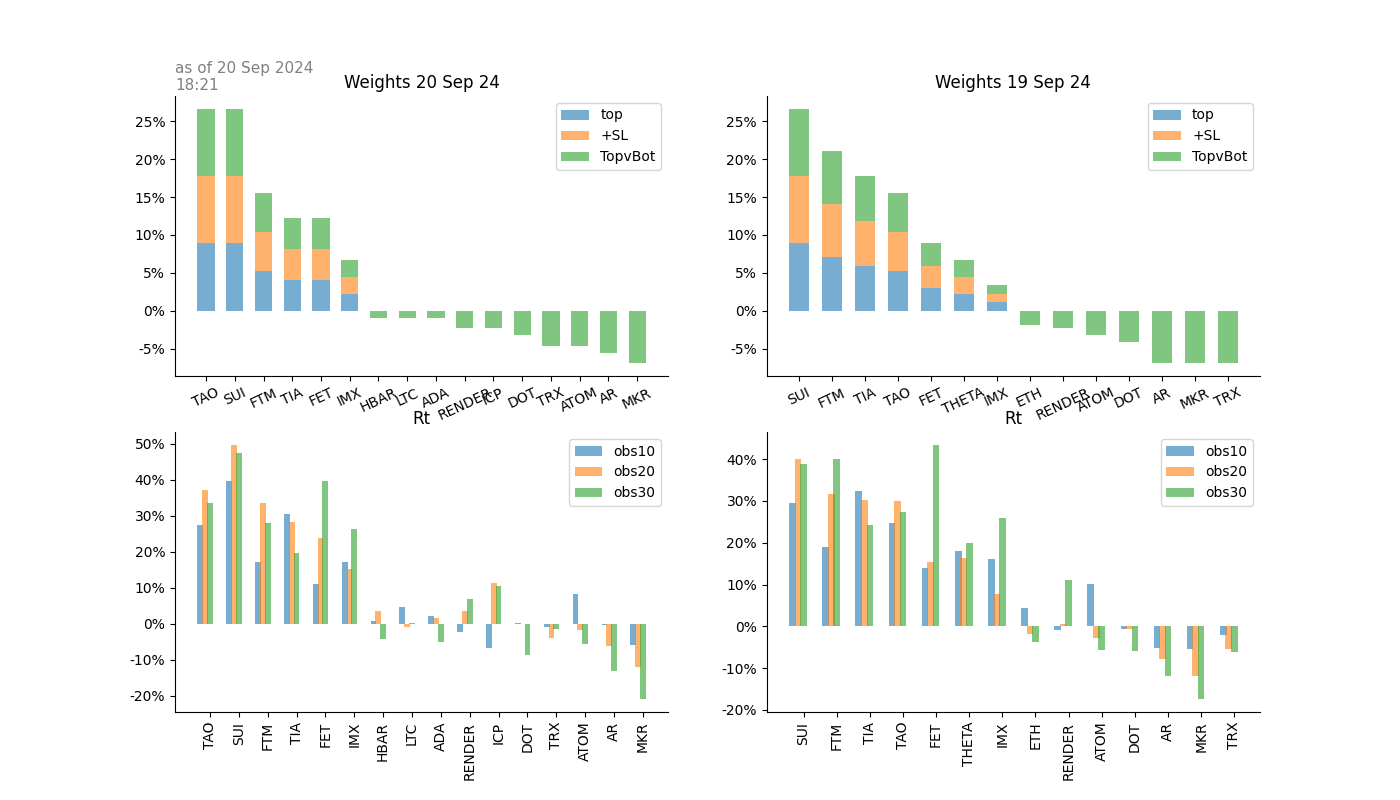 as of 20 Sep 2024
18:21
Weights 20 Sep 24
25%
20%
15%
10%
5%
0%
-5%
top
+SL
TopvBot
TAO SUI FTM TIA FET IMX HBAR LTC ADA RENDER ICP DOT TRX ATOM AR MKR
Weights 19 Sep 24
25%
20%
15%
10%
5%
0%
-5%
top
+SL
TopvBot
SUI FTM TIA TAO FET THETA IMX ETH RENDER ATOM DOT AR MKR TRX
Rt
50%
40%
30%
20%
10%
0%
-10%
-20%
obs10
obs20
obs30
TAO SUI FTM TIA FET IMX HBAR LTC ADA RENDER ICP DOT TRX ATOM AR MKR
Rt
40%
30%
20%
10%
0%
-10%
-20%
obs10
obs20
obs30
SUI FTM TIA TAO FET THETA IMX ETH RENDER ATOM DOT AR MKR TRX